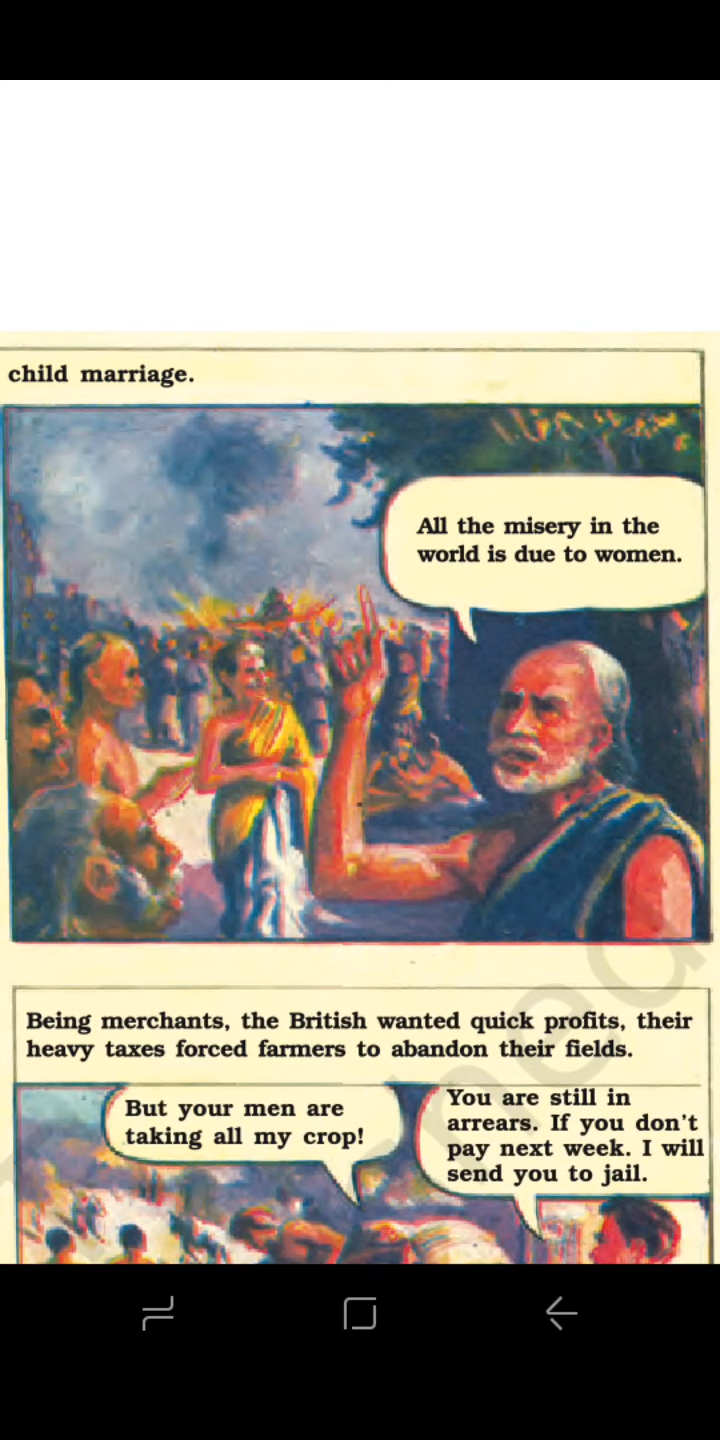 child marriage.
All the misery in the
world is due to women.
Being merchants, the British wanted quick profits, their
heavy taxes forced farmers to abandon their fields.
But your men are
taking all my crop!
You are still in
arrears. If you don't
pay next week. I will
send you to jail.